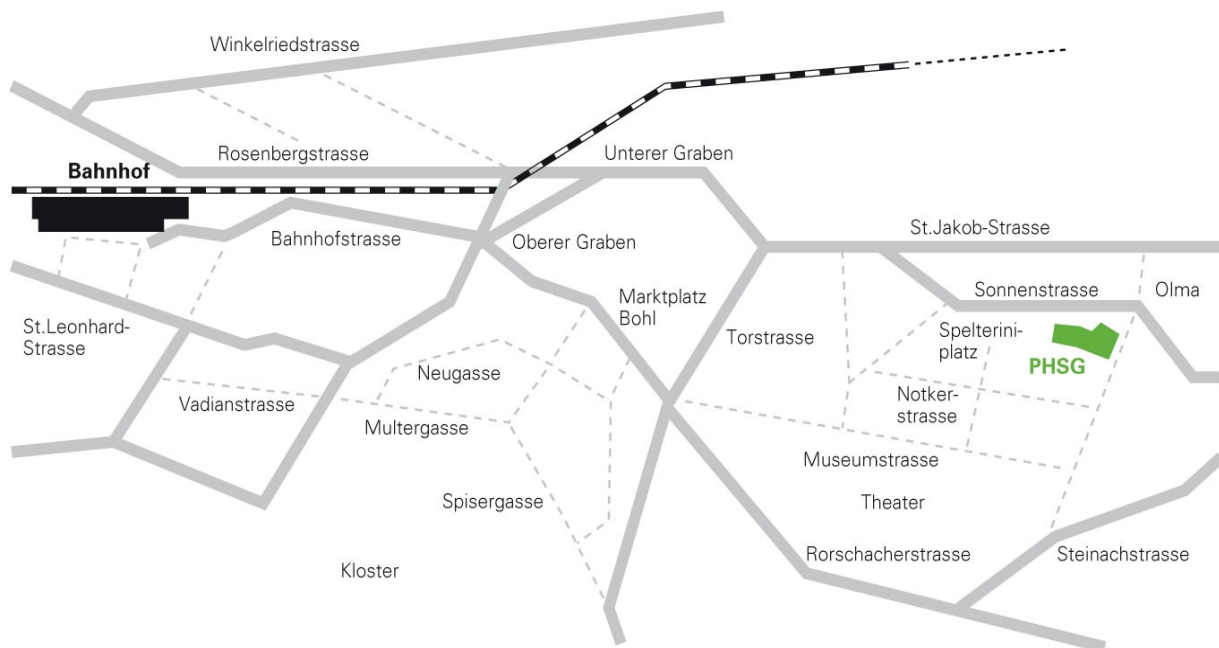 Winkelriedstrasse
Rosenbergstrasse
Unterer Graben
Bahnhof
Bahnhofstrasse
Oberer Graben
St.Jakob-Strasse
Marktplatz
Bohl
Sonnenstrasse
Olma
St.Leonhard-
Strasse
Torstrasse
Spelterini-
platz
PHSG
Neugasse
Vadianstrasse
Notker-
strasse
Multergasse
Museumstrasse
Spisergasse
Theater
Kloster
Rorschacherstrasse
Steinachstrasse